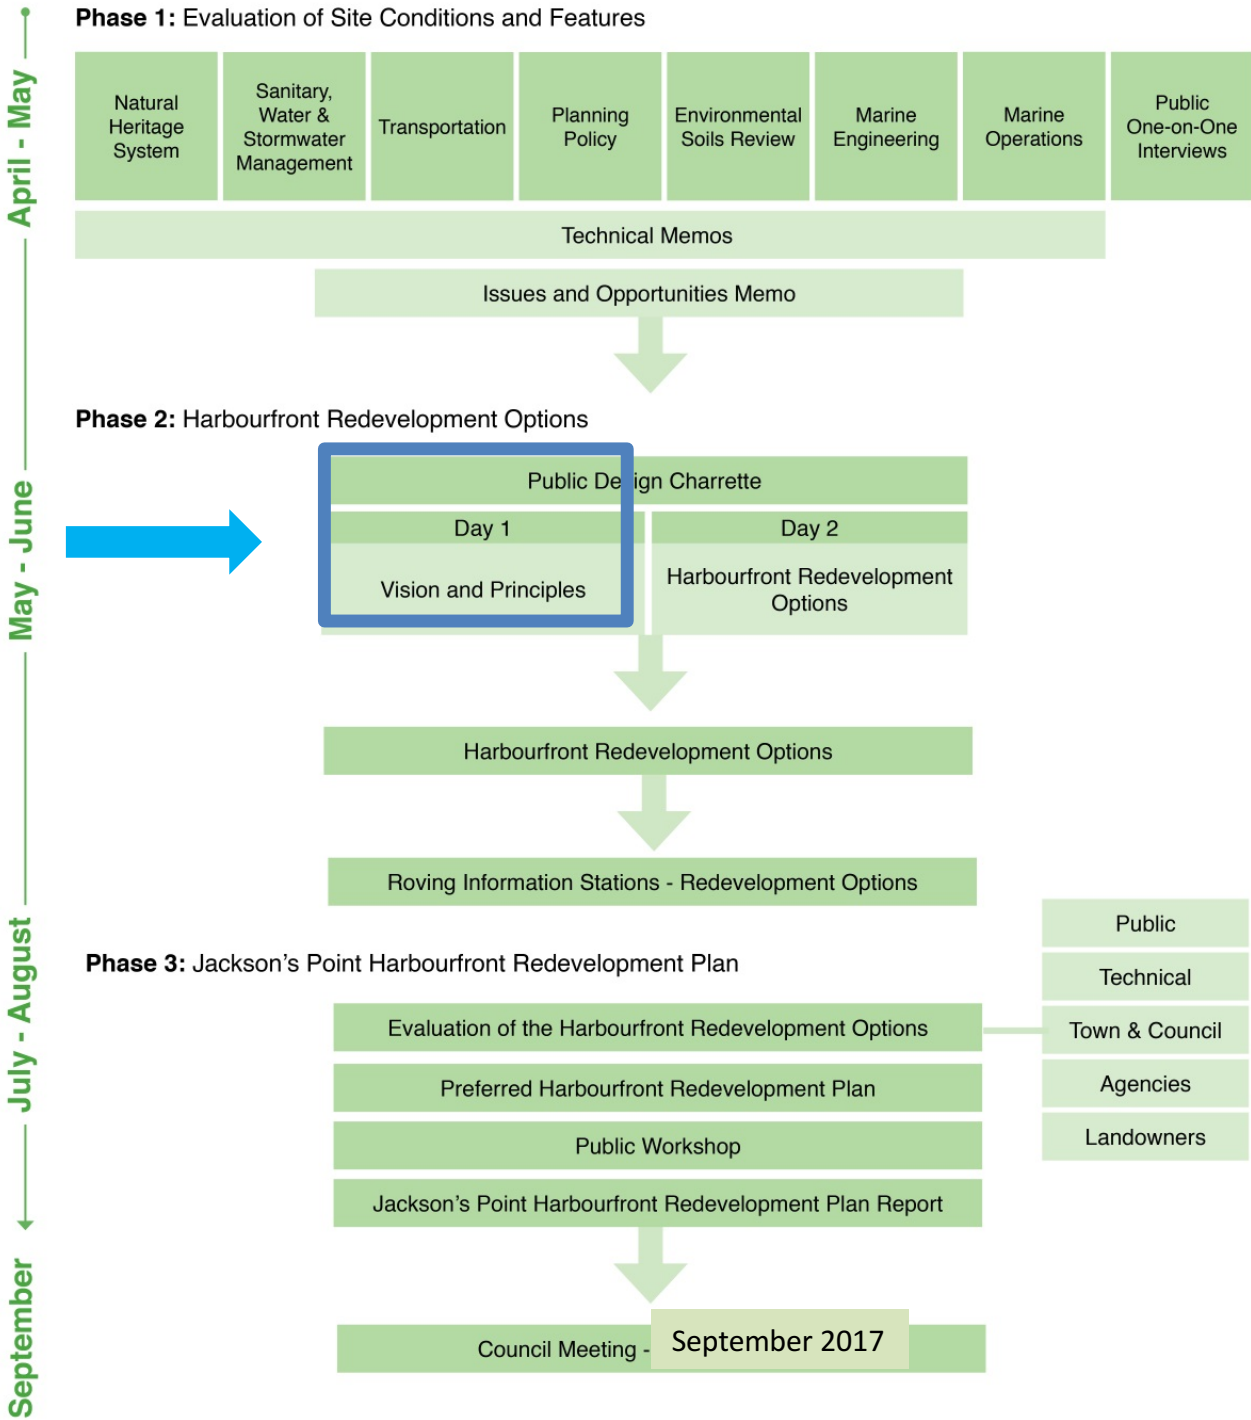 Phase 1: Evaluation of Site Conditions and Features
April - May
Natural
Heritage
System
Sanitary,
Water &
Stormwater
Management
Transportation
Planning
Policy
Environmental
Soils Review
Marine
Engineering
Marine
Operations
Public
One-on-One
Interviews
Technical Memos
Issues and Opportunities Memo
Phase 2: Harbourfront Redevelopment Options
May - June
Public De ign Charrette
Day 1
Vision and Principles
Day 2
Harbourfront Redevelopment
Options
Harbourfront Redevelopment Options
Roving Information Stations - Redevelopment Options
Phase 3: Jackson's Point Harbourfront Redevelopment Plan
July - August
Evaluation of the Harbourfront Redevelopment Options
Public
Technical
Town & Council
Agencies
Landowners
Preferred Harbourfront Redevelopment Plan
Public Workshop
Jackson's Point Harbourfront Redevelopment Plan Report
September
Council Meeting - September 2017